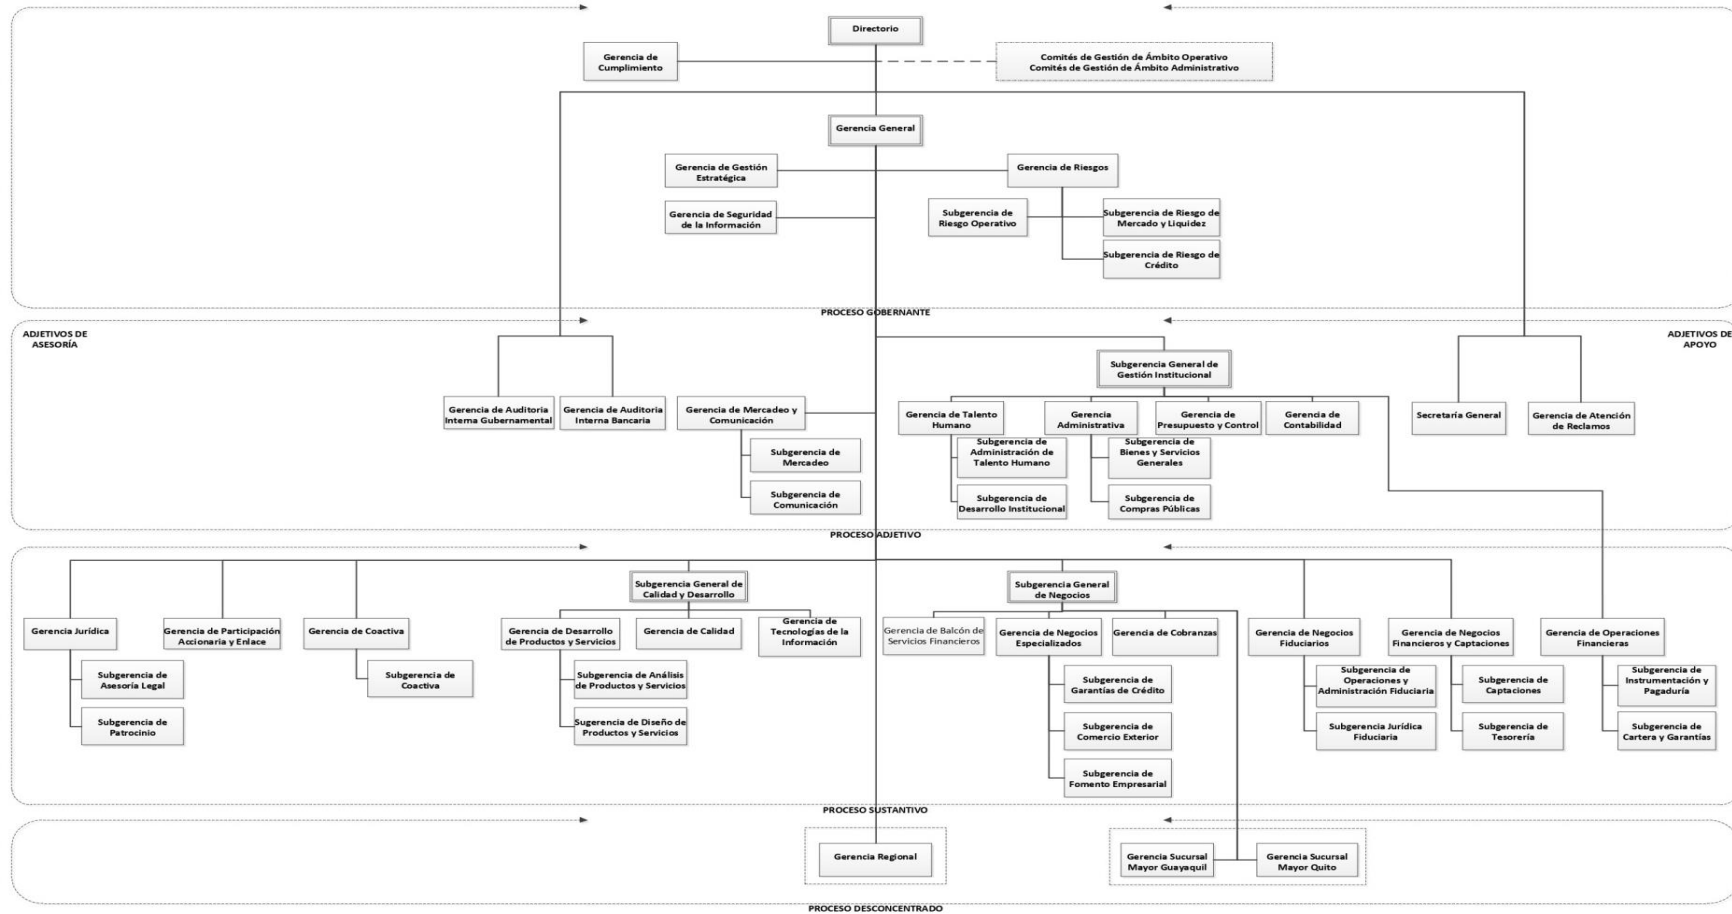 Directorio
Gerencia de
Cumplimiento
Comités de Gestión de Ámbito Operativo
Comités de Gestión de Ámbito Administrativo
Gerencia General
Gerencia de Gestión
Estratégica
Gerencia de Riesgos
Gerencia de Seguridad
de la Información
Subgerencia de
Riesgo Operativo
Subgerencia de Riesgo de
Mercado y Liquidez
Subgerencia de Riesgo de
Crédito
PROCESO GOBERNANTE
ADJETIVOS DE
ASESORÍA
ADJETIVOS DE
APOYO
Subgerencia General de
Gestión Institucional
Gerencia de Auditoria
Interna Gubernamental
Gerencia de Auditoria
Interna Bancaria
Gerencia de Mercadeo y
Comunicación
Subgerencia de
Mercadeo
Subgerencia de
Comunicación
Gerencia de Talento
Humano
Subgerencia de
Administración de
Talento Humano
Subgerencia de
Desarrollo Institucional
Gerencia
Administrativa
Subgerencia de
Bienes y Servicios
Generales
Subgerencia de
Compras Públicas
Gerencia de
Presupuesto y Control
Gerencia de
Contabilidad
Secretaría General
Gerencia de Atención
de Reclamos
PROCESO ADJETIVO
Subgerencia General de
Calidad y Desarrollo
Subgerencia General
de Negocios
Gerencia Jurídica
Subgerencia de
Asesoría Legal
Subgerencia de
Patrocinio
Gerencia de Participación
Accionaria y Enlace
Gerencia de Coactiva
Subgerencia de
Coactiva
Gerencia de Desarrollo
de Productos y Servicios
Subgerencia de Análisis
de Productos y Servicios
Sugerencia de Diseño de
Productos y Servicios
Gerencia de Calidad
Gerencia de
Tecnologías de la
Información
Gerencia de Balcón de
Servicios Financieros
Gerencia de Negocios
Especializados
Subgerencia de
Garantías de Crédito
Subgerencia de
Comercio Exterior
Subgerencia de
Fomento Empresarial
Gerencia de Cobranzas
Gerencia de Negocios
Fiduciarios
Subgerencia de
Operaciones y
Administración Fiduciaria
Subgerencia Jurídica
Fiduciaria
Gerencia de Negocios
Financieros y Captaciones
Subgerencia de
Captaciones
Subgerencia de
Tesorería
Gerencia de Operaciones
Financieras
Subgerencia de
Instrumentación y
Pagaduría
Subgerencia de
Cartera y Garantías
PROCESO SUSTANTIVO
Gerencia Regional
Gerencia Sucursal
Mayor Guayaquil
Gerencia Sucursal
Mayor Quito
PROCESO DESCONCENTRADO